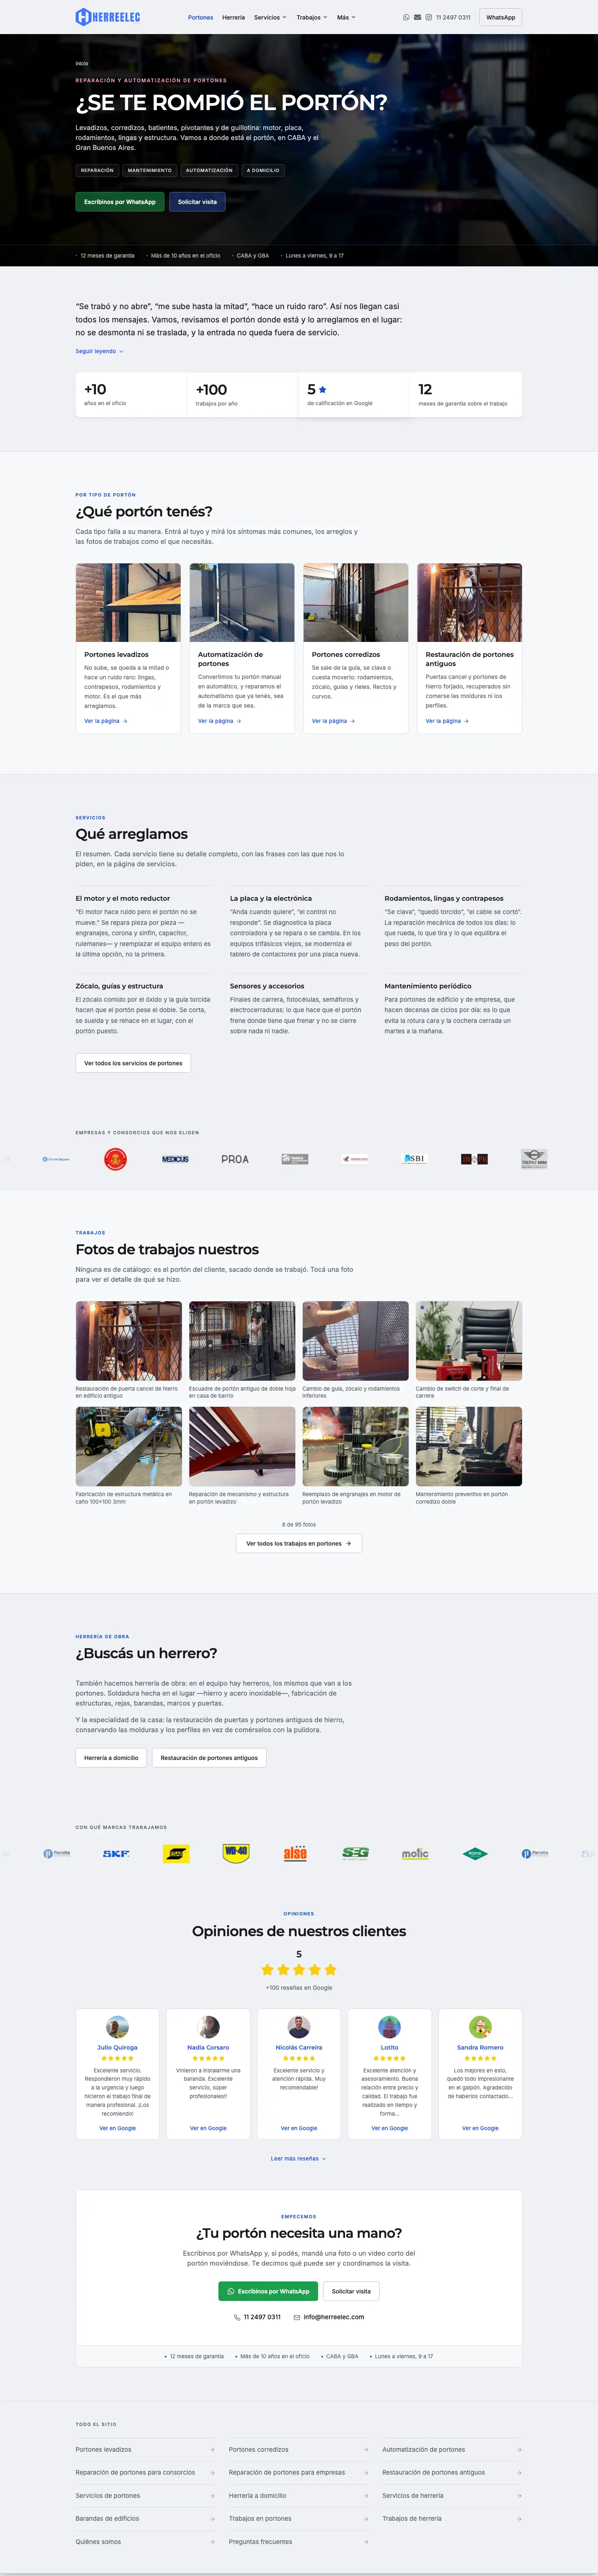 HERREELEC
Portones
Herrería
Servicios
Trabajos
Más
11 2497 0311
WhatsApp
Inicio
REPARACIÓN Y AUTOMATIZACIÓN DE PORTONES
¿SE TE ROMPIÓ EL PORTÓN?
Levadizos, corredizos, batientes, pivotantes y de guillotina: motor, placa,
rodamientos, lingas y estructura. Vamos a donde está el portón, en CABA y el
Gran Buenos Aires.
REPARACIÓN
MANTENIMIENTO
AUTOMATIZACIÓN
A DOMICILIO
Escribinos por WhatsApp
Solicitar visita
12 meses de garantía
Más de 10 años en el oficio
CABA y GBA
Lunes a viernes, 9 a 17
“Se trabó y no abre”, “me sube hasta la mitad”, “hace un ruido raro”. Así nos llegan casi
todos los mensajes. Vamos, revisamos el portón donde está y lo arreglamos en el lugar:
no se desmonta ni se traslada, y la entrada no queda fuera de servicio.
Seguir leyendo
+10
años en el oficio
+100
trabajos por año
5
de calificación en Google
12
meses de garantía sobre el trabajo
POR TIPO DE PORTÓN
¿Qué portón tenés?
Cada tipo falla a su manera. Entrá al tuyo y mirá los síntomas más comunes, los arreglos y
las fotos de trabajos como el que necesitás.
Portones levadizos
No sube, se queda a la mitad o
hace un ruido raro: lingas,
contrapesos, rodamientos y
motor. Es el que más
arreglamos.
Ver la página
Automatización de
portones
Convertimos tu portón manual
en automático, y reparamos el
automatismo que ya tenés, sea
de la marca que sea.
Ver la página
Portones corredizos
Se sale de la guía, se clava o
cuesta moverlo: rodamientos,
zócalo, guías y rieles. Rectos y
curvos.
Ver la página
Restauración de portones
antiguos
Puertas cancel y portones de
hierro forjado, recuperados sin
comerse las molduras ni los
perfiles.
Ver la página
SERVICIOS
Qué arreglamos
El resumen. Cada servicio tiene su detalle completo, con las frases con las que nos lo
piden, en la página de servicios.
El motor y el moto reductor
“El motor hace ruido pero el portón no se
mueve.” Se repara pieza por pieza —
engranajes, corona y sinfín, capacitor,
rulemanes— y reemplazar el equipo entero es
la última opción, no la primera.
La placa y la electrónica
“Anda cuando quiere”, “el control no
responde”. Se diagnostica la placa
controladora y se repara o se cambia. En los
equipos trifásicos viejos, se moderniza el
tablero de contactores por una placa nueva.
Rodamientos, lingas y contrapesos
“Se clava”, “quedó torcido”, “el cable se cortó”.
La reparación mecánica de todos los días: lo
que rueda, lo que tira y lo que equilibra el
peso del portón.
Zócalo, guías y estructura
El zócalo comido por el óxido y la guía torcida
hacen que el portón pese el doble. Se corta,
se suelda y se rehace en el lugar, con el
portón puesto.
Sensores y accesorios
Finales de carrera, fotocélulas, semáforos y
electrocerraduras: lo que hace que el portón
frene donde tiene que frenar y no se cierre
sobre nada ni nadie.
Mantenimiento periódico
Para portones de edificio y de empresa, que
hacen decenas de ciclos por día: es lo que
evita la rotura cara y la cochera cerrada un
martes a la mañana.
Ver todos los servicios de portones
EMPRESAS Y CONSORCIOS QUE NOS ELIGEN
MEDICUS
PROA
SBI
TREFOT MINI
TRABAJOS
Fotos de trabajos nuestros
Ninguna es de catálogo: es el portón del cliente, sacado donde se trabajó. Tocá una foto
para ver el detalle de qué se hizo.
Restauración de puerta cancel de hierro
en edificio antiguo
Escuadre de portón antiguo de doble hoja
en casa de barrio
Cambio de guía, zócalo y rodamientos
inferiores
Cambio de switch de corte y final de
carrera
Fabricación de estructura metálica en
caño 100x100 3mm
Reparación de mecanismo y estructura
en portón levadizo
Reemplazo de engranajes en motor de
portón levadizo
Mantenimiento preventivo en portón
corredizo doble
8 de 95 fotos
Ver todos los trabajos en portones
HERRERÍA DE OBRA
¿Buscás un herrero?
También hacemos herrería de obra: en el equipo hay herreros, los mismos que van a los
portones. Soldadura hecha en el lugar —hierro y acero inoxidable—, fabricación de
estructuras, rejas, barandas, marcos y puertas.
Y la especialidad de la casa: la restauración de puertas y portones antiguos de hierro,
conservando las molduras y los perfiles en vez de comérselos con la pulidora.
Herrería a domicilio
Restauración de portones antiguos
CON QUÉ MARCAS TRABAJAMOS
SKF
ESAB
WD-40
alse
SEG
motic
Opiniones
OPINIONES
Opiniones de nuestros clientes
5
+100 reseñas en Google
Julio Quiroga
Excelente servicio.
Respondieron muy rápido
a la urgencia y luego
hicieron el trabajo final de
manera profesional. ¡Los
recomiendo!
Ver en Google
Nadia Corsaro
Vinieron a instalarme una
baranda. Excelente
servicio, súper
profesionales!!
Ver en Google
Nicolás Carreira
Excelente servicio y
atención rápida. Muy
recomendable!
Ver en Google
Lotito
Excelente atención y
asesoramiento. Buena
relación entre precio y
calidad. El trabajo fue
realizado en tiempo y
forma...
Ver en Google
Sandra Romero
Los mejores en esto,
quedó todo impresionante
en el galpón. Agradecido
de haberlos contactado...
Ver en Google
Leer más reseñas
EMPECEMOS
¿Tu portón necesita una mano?
Escribinos por WhatsApp y, si podés, mandá una foto o un video corto del
portón moviéndose. Te decimos qué puede ser y coordinamos la visita.
Escribinos por WhatsApp
Solicitar visita
11 2497 0311
info@herreelec.com
12 meses de garantía
Más de 10 años en el oficio
CABA y GBA
Lunes a viernes, 9 a 17
TODO EL SITIO
Portones levadizos
Portones corredizos
Automatización de portones
Reparación de portones para consorcios
Reparación de portones para empresas
Restauración de portones antiguos
Servicios de portones
Herrería a domicilio
Servicios de herrería
Barandas de edificios
Trabajos en portones
Trabajos de herrería
Quiénes somos
Preguntas frecuentes